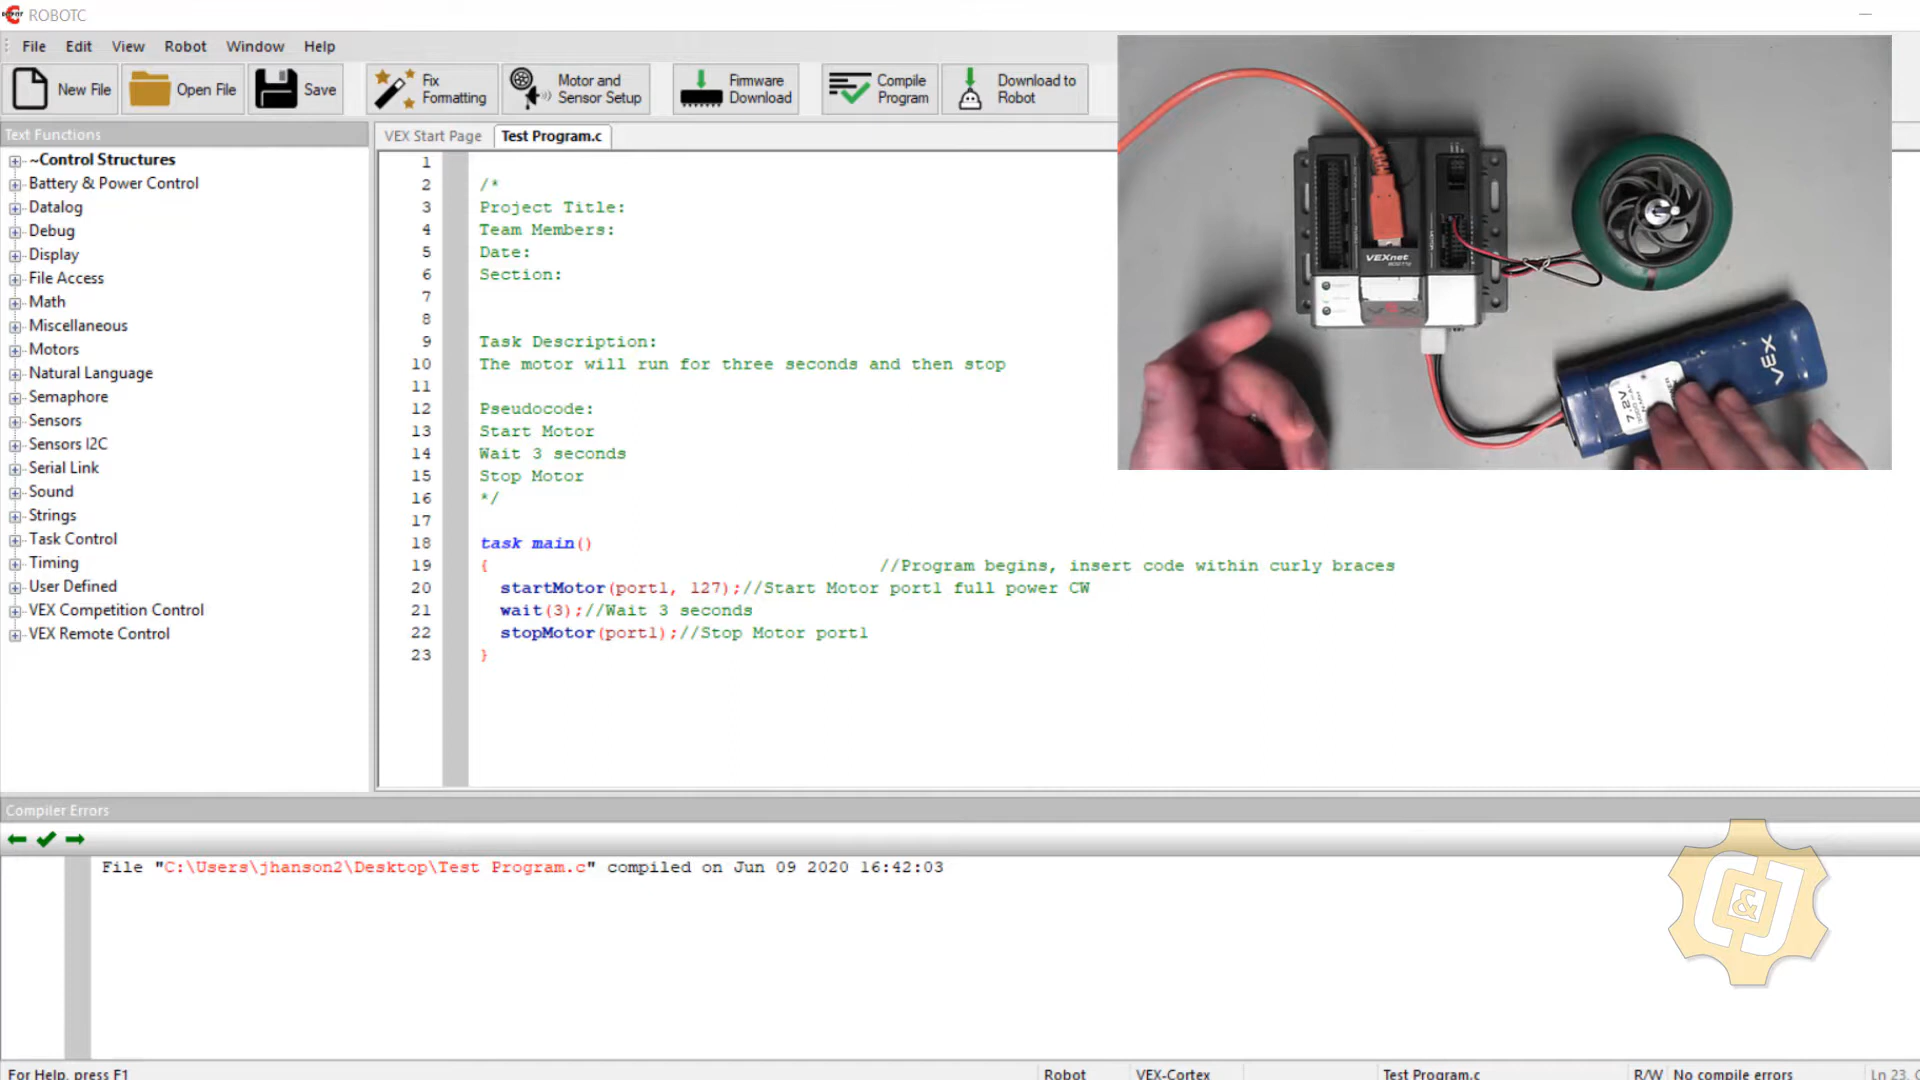 ROBOTC
File Edit View Robot Window Help
New File Open File Save Fix Formatting Motor and Sensor Setup Firmware Download Compile Program Download to Robot
Text Functions
~Control Structures
Battery & Power Control
Datalog
Debug
Display
File Access
Math
Miscellaneous
Motors
Natural Language
Semaphore
Sensors
Sensors I2C
Serial Link
Sound
Strings
Task Control
Timing
User Defined
VEX Competition Control
VEX Remote Control
VEX Start Page Test Program.c
1
2 /*
3 Project Title:
4 Team Members:
5 Date:
6 Section:
7
8
9 Task Description:
10 The motor will run for three seconds and then stop
11
12 Pseudocode:
13 Start Motor
14 Wait 3 seconds
15 Stop Motor
16 */
17
18 task main()
19 { //Program begins, insert code within curly braces
20 startMotor(port1, 127);//Start Motor port1 full power CW
21 wait(3);//Wait 3 seconds
22 stopMotor(port1);//Stop Motor port1
23 }
VEXnet
VEX
7.2V
VEX
Compiler Errors
File "C:\Users\jhanson2\Desktop\Test Program.c" compiled on Jun 09 2020 16:42:03
J&J
For Help, press F1 Robot VEX-Cortex Test Program.c R/W No compile errors Ln 23,